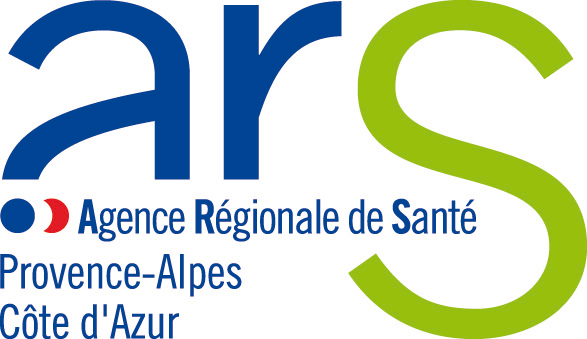 ars
Agence Régionale de Santé
Provence-Alpes
Côte d'Azur